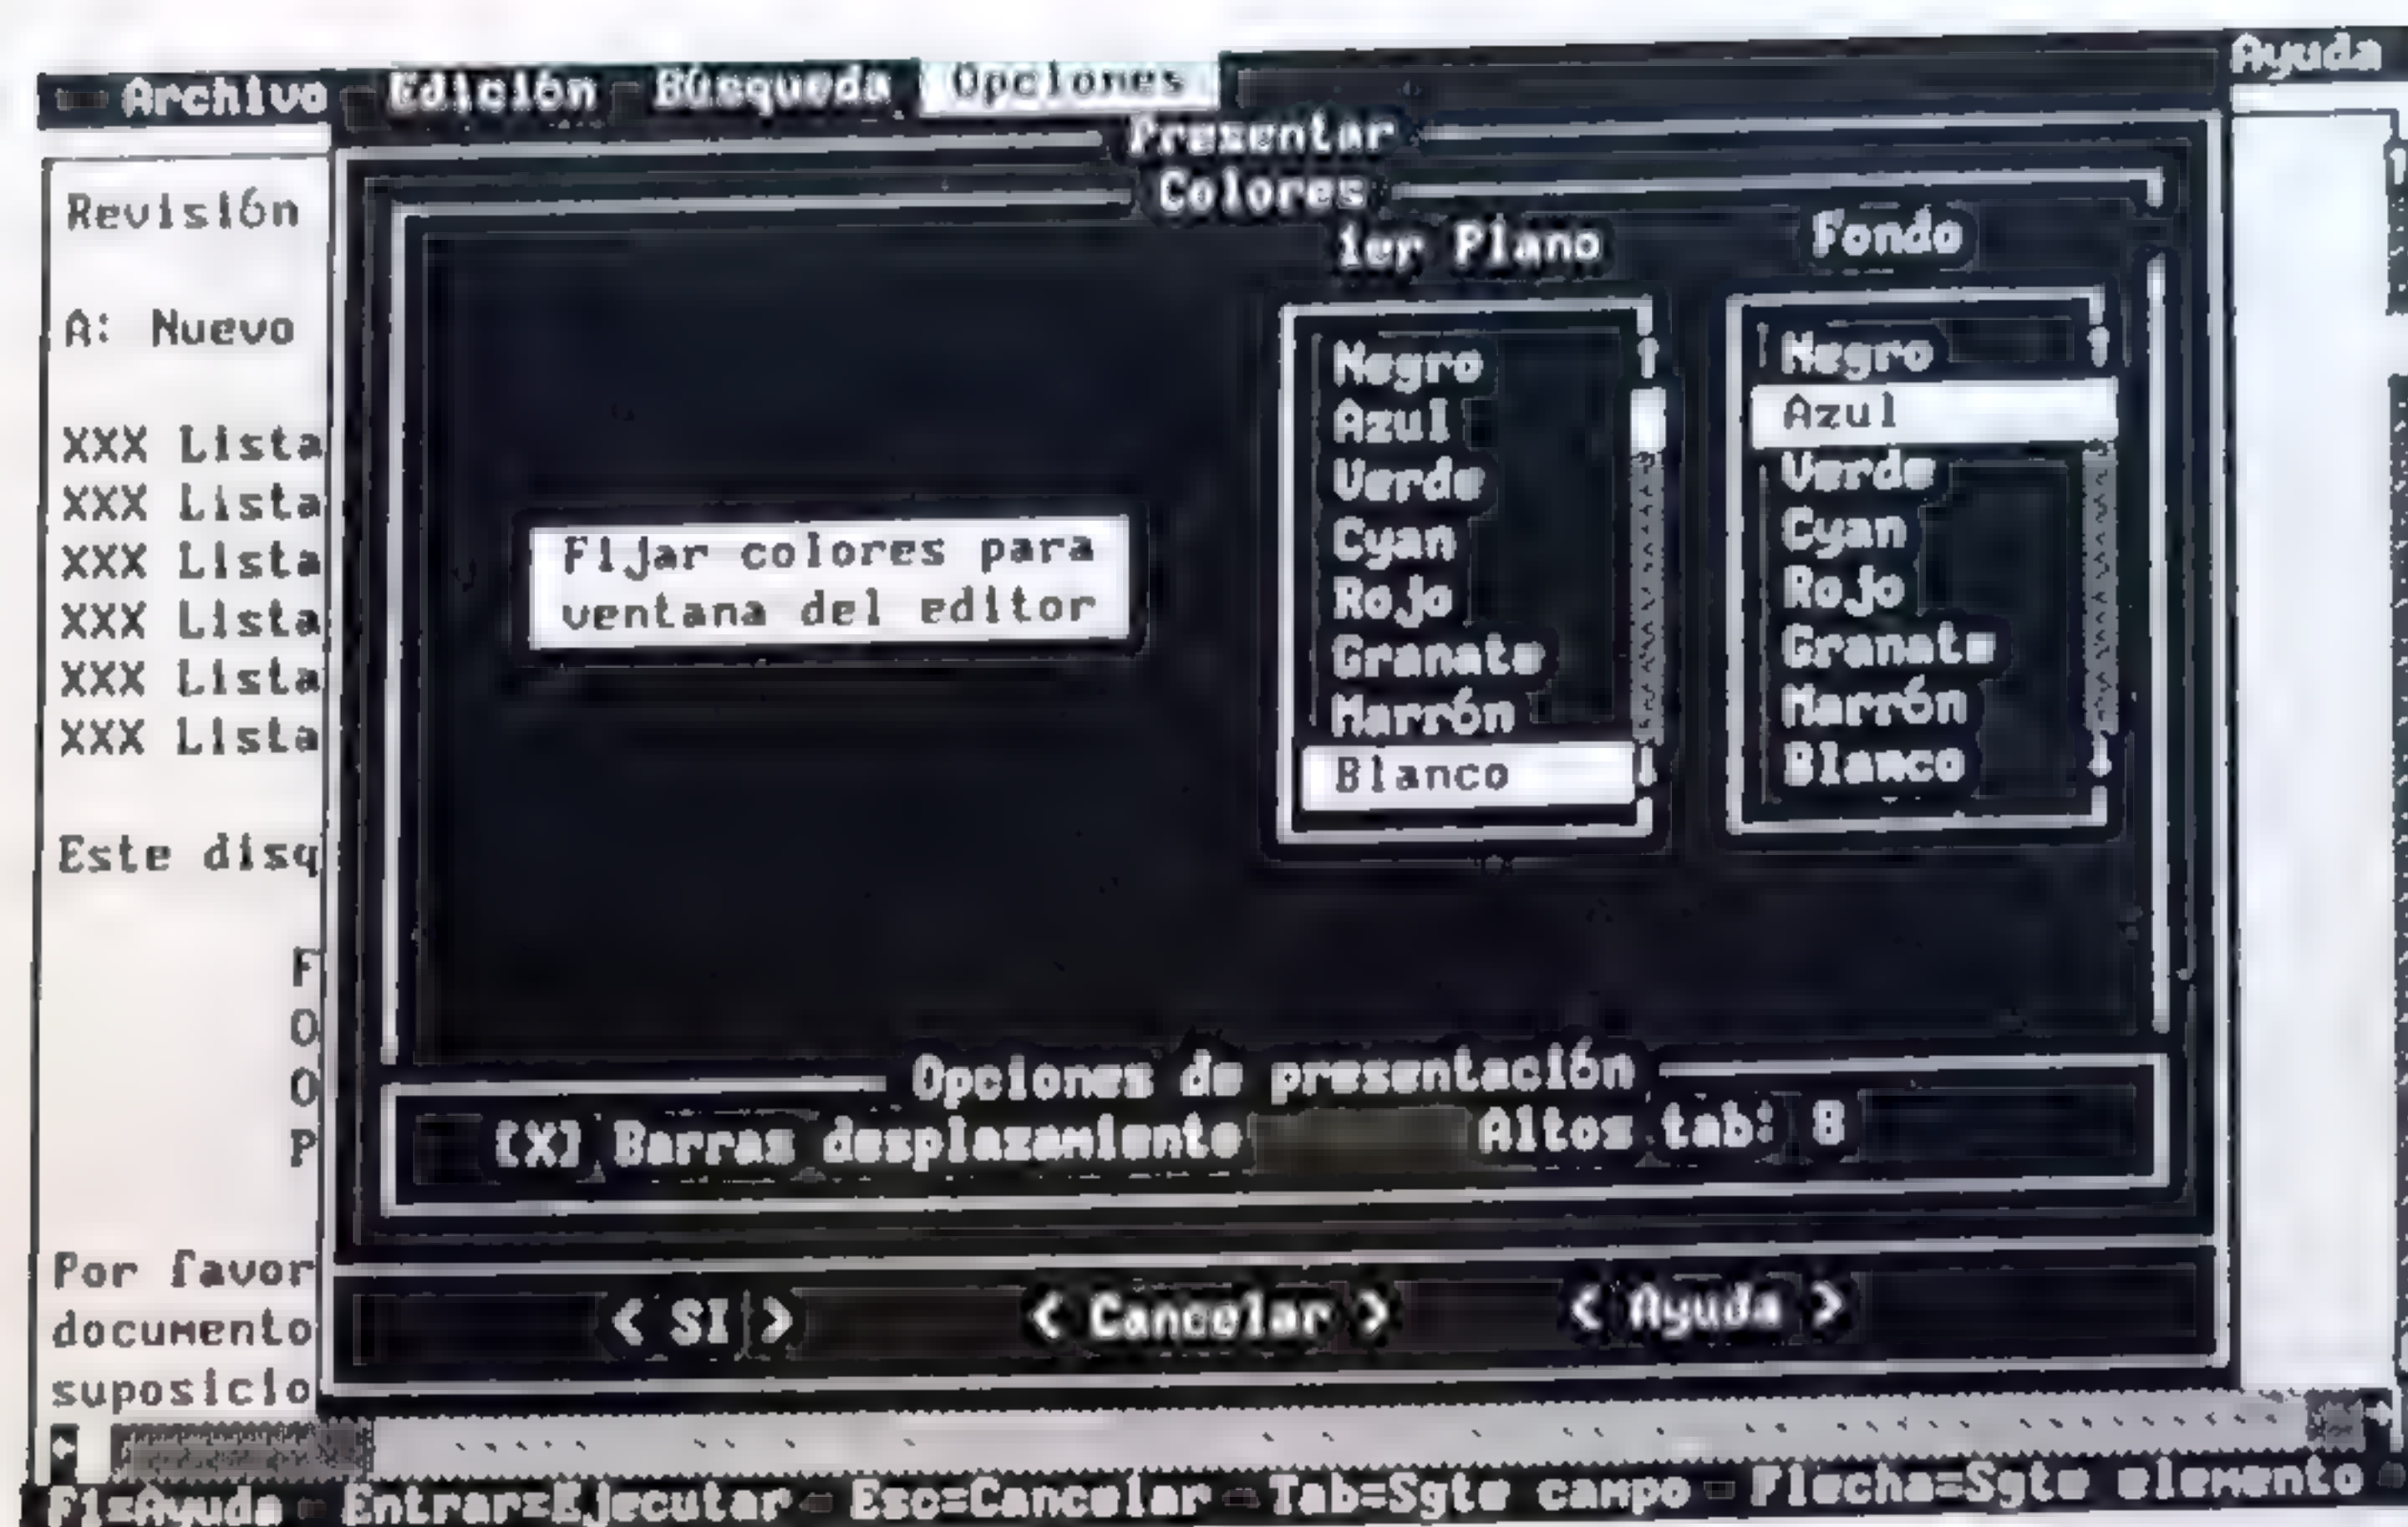 Archivo Edición Búsqueda Opciones Ayuda
Presentar
Colores
1er Plano Fondo
Revisión
A: Nuevo
XXX Lista
XXX Lista
XXX Lista
XXX Lista
XXX Lista
XXX Lista
Este disq
F
O
O
P
Por favor
documento
suposicio
Fijar colores para
ventana del editor
Negro
Azul
Verde
Cyan
Rojo
Granate
Marrón
Blanco
Negro
Azul
Verde
Cyan
Rojo
Granate
Marrón
Blanco
Opciones de presentación
[X] Barras desplazamiento Altos tab: 8
< SI > < Cancelar > < Ayuda >
F1=Ayuda Entrar=Ejecutar Esc=Cancelar Tab=Sgte campo Flecha=Sgte elemento